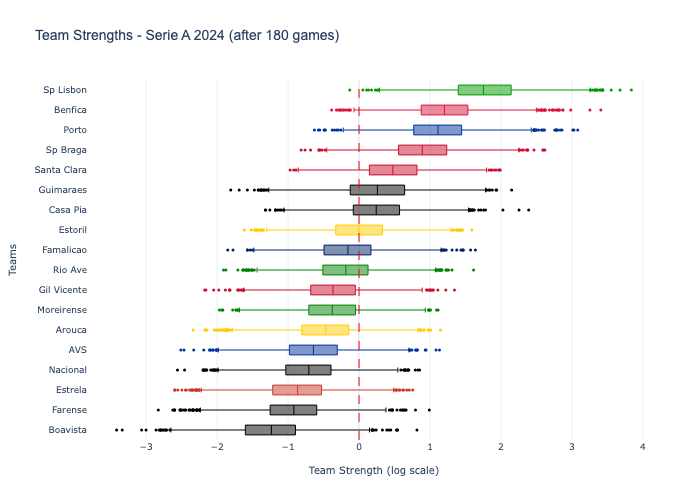 Team Strengths - Serie A 2024 (after 180 games)
Sp Lisbon
Benfica
Porto
Sp Braga
Santa Clara
Guimaraes
Casa Pia
Estoril
Famalicao
Rio Ave
Gil Vicente
Moreirense
Arouca
AVS
Nacional
Estrela
Farense
Boavista
Teams
−3 −2 −1 0 1 2 3 4
Team Strength (log scale)